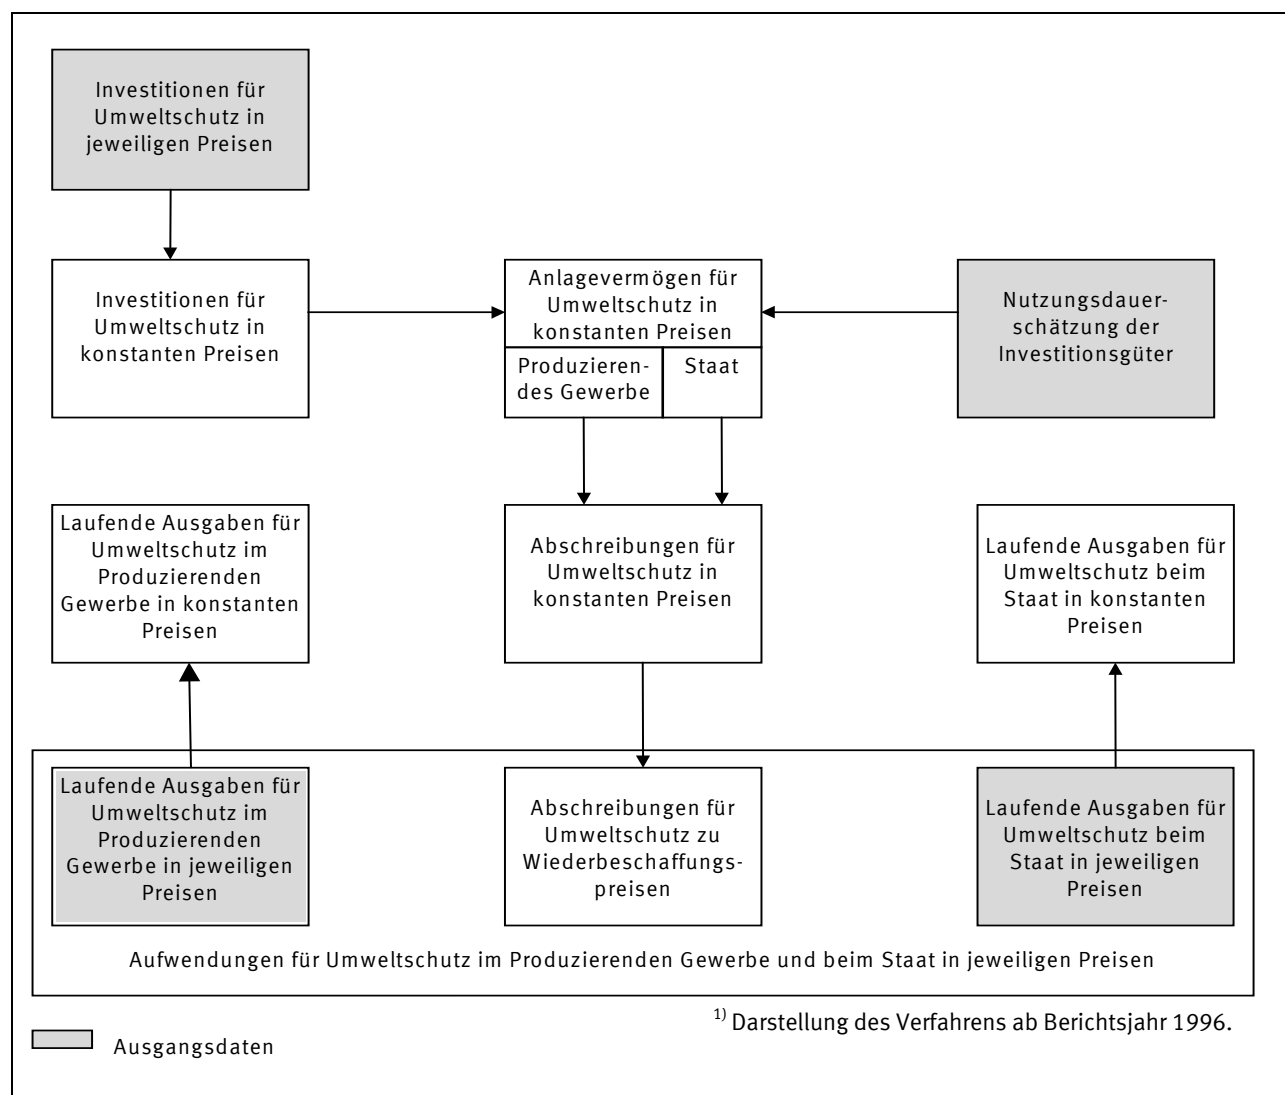 Investitionen für
Umweltschutz in
jeweiligen Preisen
Investitionen für
Umweltschutz in
konstanten Preisen
Anlagevermögen für
Umweltschutz in
konstanten Preisen
Produzieren-
des Gewerbe
Staat
Nutzungsdauer-
schätzung der
Investitionsgüter
Laufende Ausgaben für
Umweltschutz im
Produzierenden
Gewerbe in konstanten
Preisen
Abschreibungen für
Umweltschutz in
konstanten Preisen
Laufende Ausgaben für
Umweltschutz beim
Staat in konstanten
Preisen
Laufende Ausgaben für
Umweltschutz im
Produzierenden
Gewerbe in jeweiligen
Preisen
Abschreibungen für
Umweltschutz zu
Wiederbeschaffungs-
preisen
Laufende Ausgaben für
Umweltschutz beim
Staat in jeweiligen
Preisen
Aufwendungen für Umweltschutz im Produzierenden Gewerbe und beim Staat in jeweiligen Preisen
1) Darstellung des Verfahrens ab Berichtsjahr 1996.
Ausgangsdaten